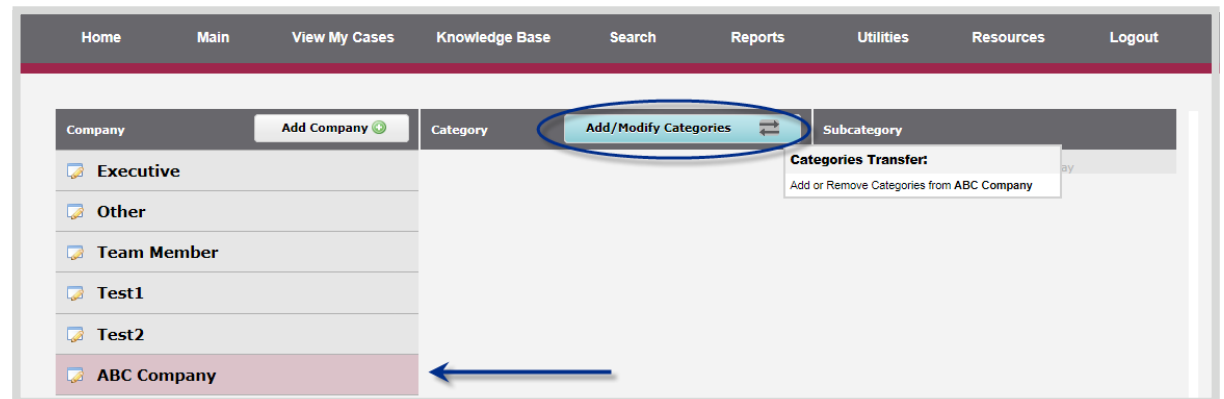 Home Main View My Cases Knowledge Base Search Reports Utilities Resources Logout
Company Add Company Category Add/Modify Categories Subcategory
Executive
Categories Transfer:
ay
Add or Remove Categories from ABC Company
Other
Team Member
Test1
Test2
ABC Company